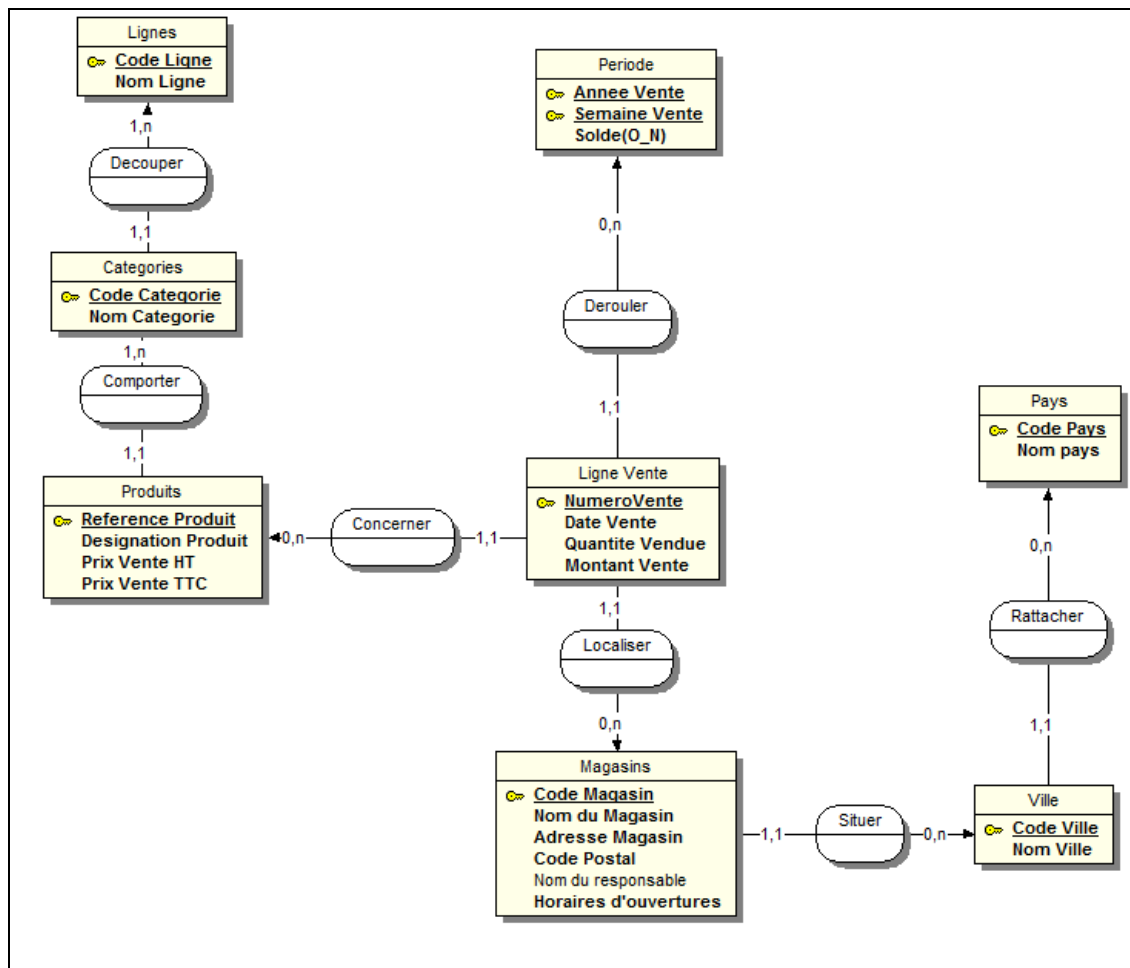 Lignes
Code Ligne
Nom Ligne
1,n
Decouper
1,1
Categories
Code Categorie
Nom Categorie
1,n
Comporter
1,1
Produits
Reference Produit
Designation Produit
Prix Vente HT
Prix Vente TTC
0,n
Concerner
1,1
Periode
Annee Vente
Semaine Vente
Solde(O_N)
0,n
Derouler
1,1
Ligne Vente
NumeroVente
Date Vente
Quantite Vendue
Montant Vente
1,1
Localiser
0,n
Magasins
Code Magasin
Nom du Magasin
Adresse Magasin
Code Postal
Nom du responsable
Horaires d'ouvertures
1,1
Situer
0,n
Pays
Code Pays
Nom pays
0,n
Rattacher
1,1
Ville
Code Ville
Nom Ville